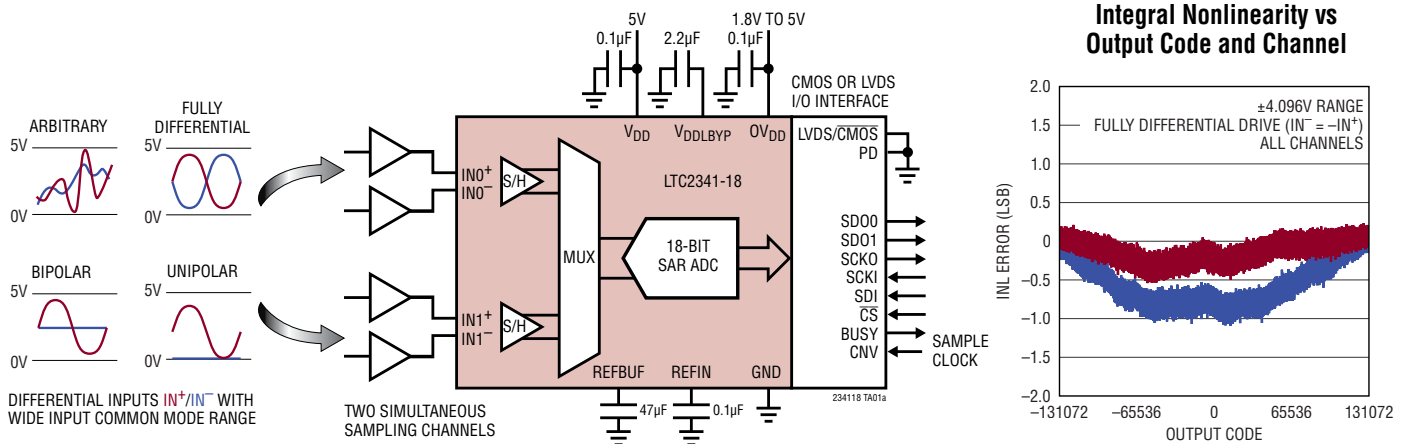 ARBITRARY
5V
0V
FULLY
DIFFERENTIAL
5V
0V
BIPOLAR
5V
0V
UNIPOLAR
5V
0V
DIFFERENTIAL INPUTS IN⁺/IN⁻ WITH
WIDE INPUT COMMON MODE RANGE
TWO SIMULTANEOUS
SAMPLING CHANNELS
5V
0.1µF
2.2µF
1.8V TO 5V
0.1µF
CMOS OR LVDS
I/O INTERFACE
VDD
VDDLBYP
OVDD
LTC2341-18
IN0⁺
IN0⁻
S/H
IN1⁺
IN1⁻
S/H
MUX
18-BIT
SAR ADC
LVDS/C̅M̅O̅S̅
PD
SDO0
SDO1
SCKO
SCKI
SDI
C̅S̅
BUSY
CNV
SAMPLE
CLOCK
REFBUF
REFIN
GND
47µF
0.1µF
234118 TA01a
Integral Nonlinearity vs
Output Code and Channel
±4.096V RANGE
FULLY DIFFERENTIAL DRIVE (IN⁻ = –IN⁺)
ALL CHANNELS
INL ERROR (LSB)
2.0
1.5
1.0
0.5
0
–0.5
–1.0
–1.5
–2.0
–131072
–65536
0
65536
131072
OUTPUT CODE